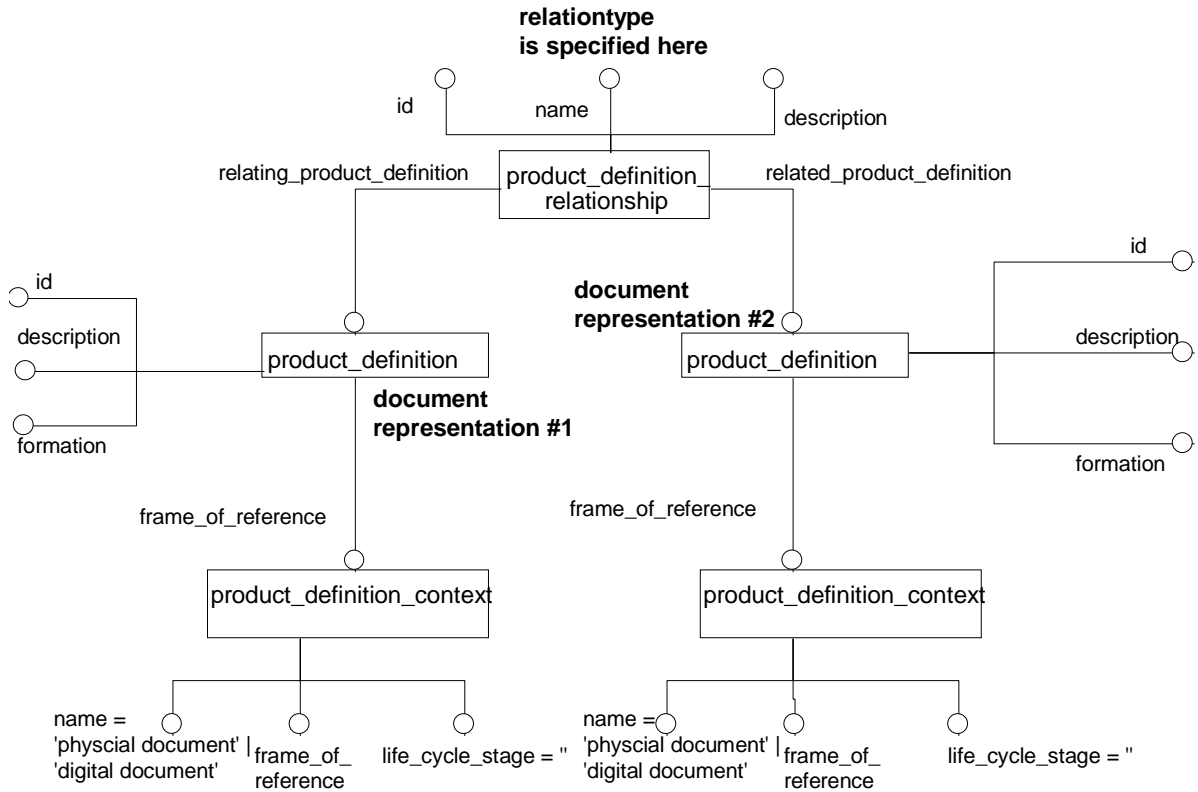 relationtype
is specified here
id
name
description
relating_product_definition
product_definition_
relationship
related_product_definition
id
description
formation
product_definition
document
representation #1
document
representation #2
product_definition
id
description
formation
frame_of_reference
frame_of_reference
product_definition_context
product_definition_context
name =
'physcial document' |
'digital document'
frame_of_
reference
life_cycle_stage = ''
name =
'physcial document' |
'digital document'
frame_of_
reference
life_cycle_stage = ''